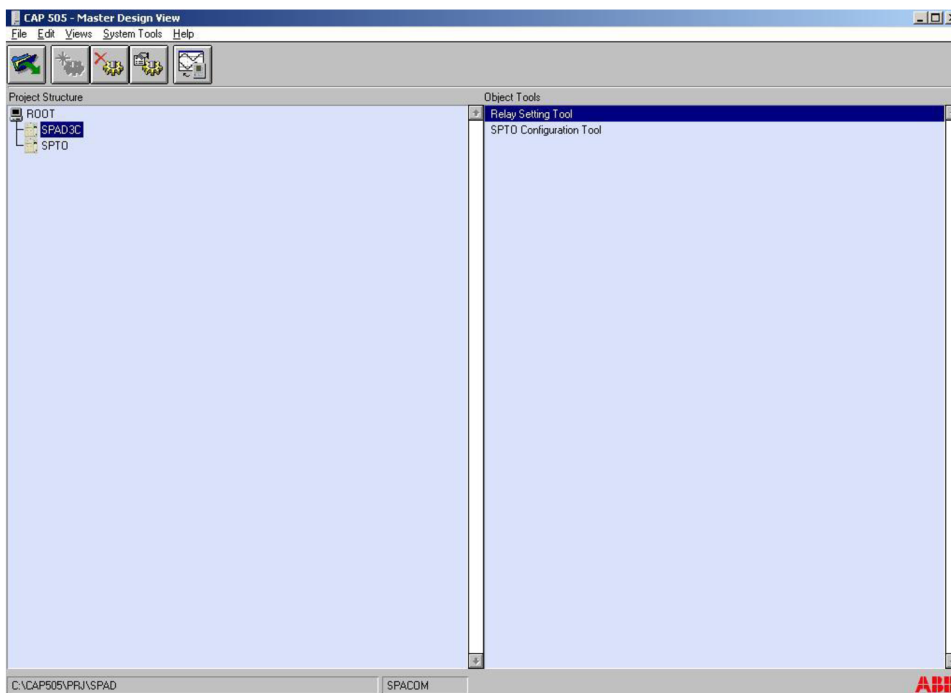 CAP 505 - Master Design View
File Edit Views System Tools Help
Project Structure
Object Tools
ROOT
SPAD3C
SPTO
Relay Setting Tool
SPTO Configuration Tool
C:\CAP505\PRJ\SPAD
SPACOM
ABB